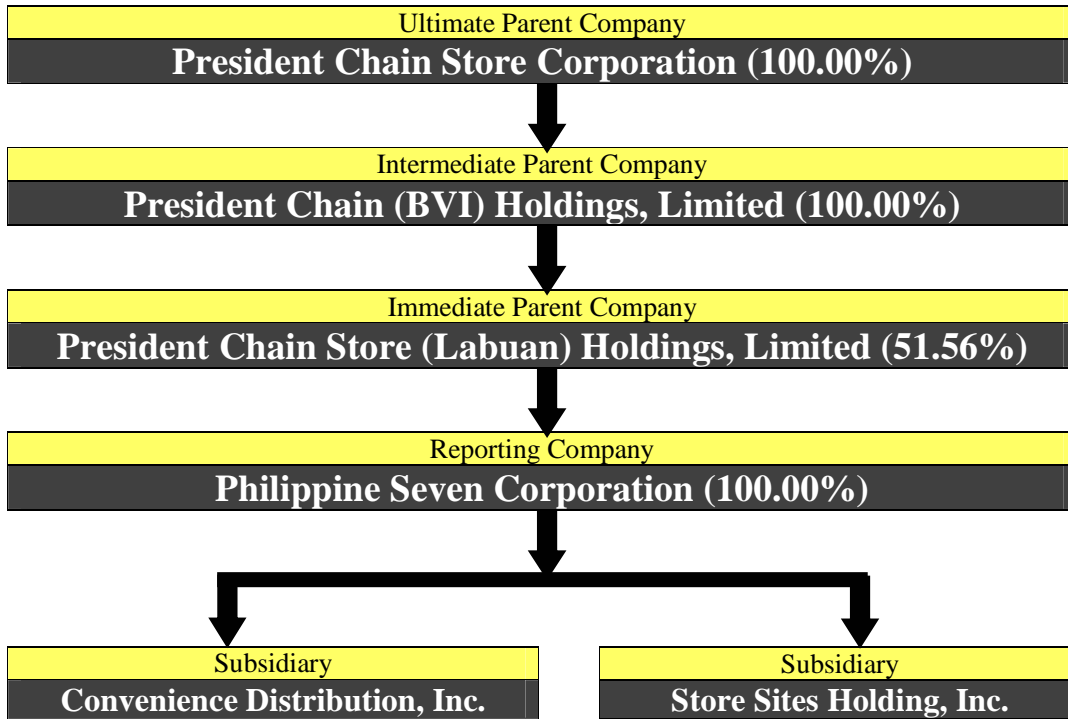 Ultimate Parent Company
President Chain Store Corporation (100.00%)
Intermediate Parent Company
President Chain (BVI) Holdings, Limited (100.00%)
Immediate Parent Company
President Chain Store (Labuan) Holdings, Limited (51.56%)
Reporting Company
Philippine Seven Corporation (100.00%)
Subsidiary
Convenience Distribution, Inc.
Subsidiary
Store Sites Holding, Inc.